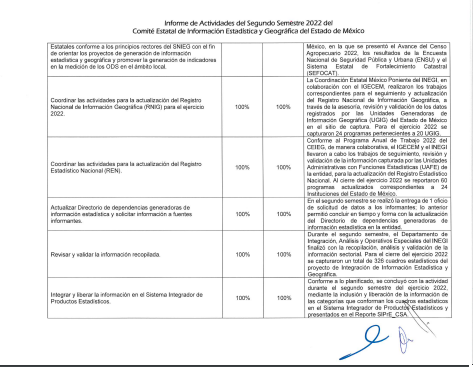 Informe de Actividades del Segundo Semestre 2022 del
Comité Estatal de Información Estadística y Geográfica del Estado de México
Estatales conforme a los principios rectores del SNIEG con el fin
de orientar los proyectos de generación de información
estadística y geográfica y promover la generación de indicadores
en la medición de los ODS en el ámbito local.
México, en la que se presentó el Avance del Censo
Agropecuario 2022, los resultados de la Encuesta
Nacional de Seguridad Pública y Urbana (ENSU) y el
Sistema Estatal de Fortalecimiento Catastral
(SEFOCAT).
Coordinar las actividades para la actualización del Registro
Nacional de Información Geográfica (RNIG) para el ejercicio
2022.
100%
100%
La Coordinación Estatal México Poniente del INEGI, en
colaboración con el IGECEM, realizaron los trabajos
correspondientes para el seguimiento y actualización
del Registro Nacional de Información Geográfica, a
través de la asesoría, revisión y validación de los datos
registrados por las Unidades Generadoras de
Información Geográfica (UGIG) del Estado de México
en el sitio de captura. Para el ejercicio 2022 se
capturaron 24 programas pertenecientes a 20 UGIG.
Coordinar las actividades para la actualización del Registro
Estadístico Nacional (REN).
100%
100%
Conforme al Programa Anual de Trabajo 2022 del
CEIEG, de manera colaborativa, el IGECEM y el INEGI
llevaron a cabo los trabajos de seguimiento, revisión y
validación de la información capturada por las Unidades
Administrativas con Funciones Estadísticas (UAFE) de
la entidad, para la actualización del Registro Estadístico
Nacional. Al cierre del ejercicio 2022 se reportaron 60
programas actualizados correspondientes a 24
Instituciones del Estado de México.
Actualizar Directorio de dependencias generadoras de
información estadística y solicitar información a fuentes
informantes.
100%
100%
En el segundo semestre se realizó la entrega de 1 oficio
de solicitud de datos a los informantes; lo anterior
permitió concluir en tiempo y forma con la actualización
del Directorio de dependencias generadoras de
información estadística en la entidad.
Revisar y validar la información recopilada.
100%
100%
Durante el segundo semestre, el Departamento de
Integración, Análisis y Operativos Especiales del INEGI
finalizó con la recopilación, análisis y validación de la
información sectorial. Para el cierre del ejercicio 2022
se capturaron un total de 326 cuadros estadísticos del
proyecto de Integración de Información Estadística y
Geográfica.
Integrar y liberar la información en el Sistema Integrador de
Productos Estadísticos.
100%
100%
Conforme a lo planificado, se concluyó con la actividad
durante el segundo semestre del ejercicio 2022,
mediante la inclusión y liberación de la información de
las categorías que conforman los cuadros estadísticos
en el Sistema Integrador de Productos Estadísticos y
presentados en el Reporte SIPrE_CSA.